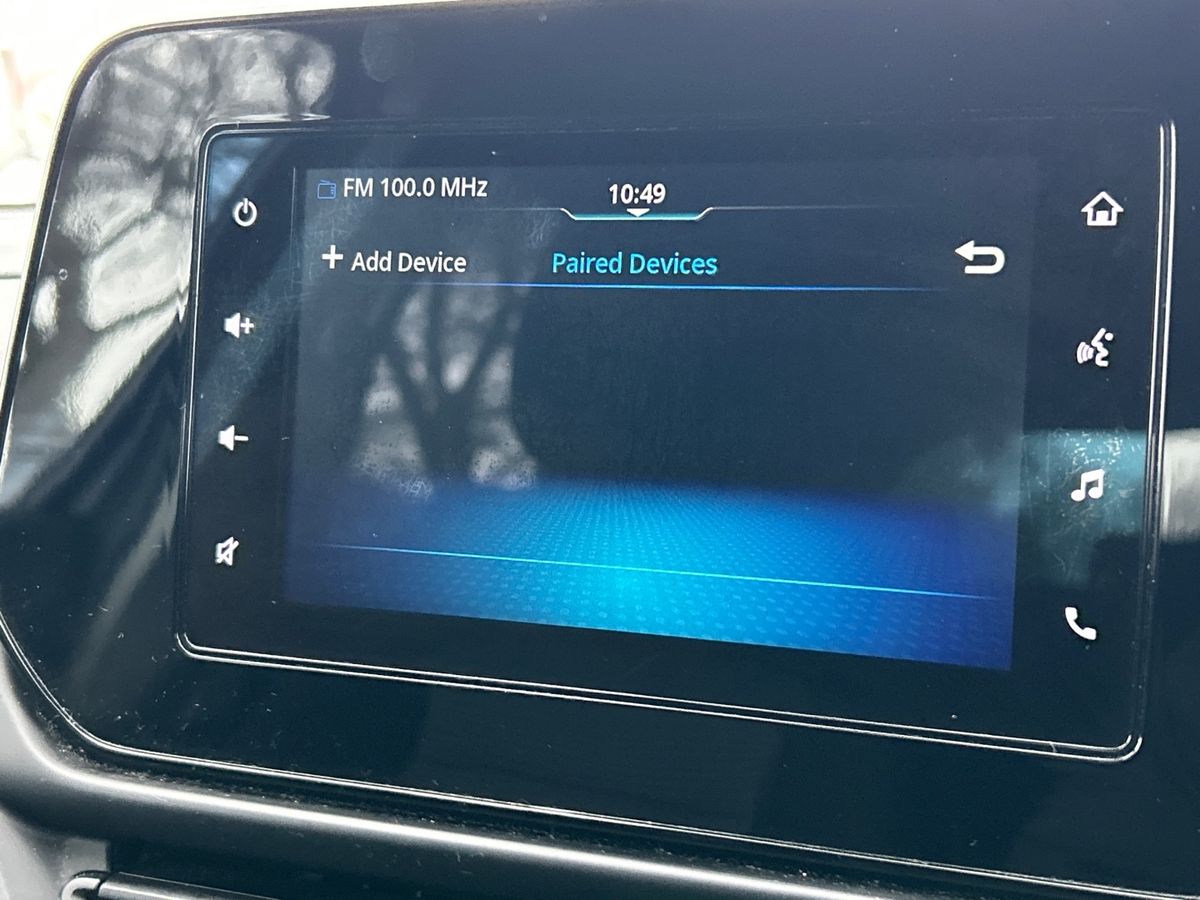 FM 100.0 MHz
10:49
+ Add Device
Paired Devices